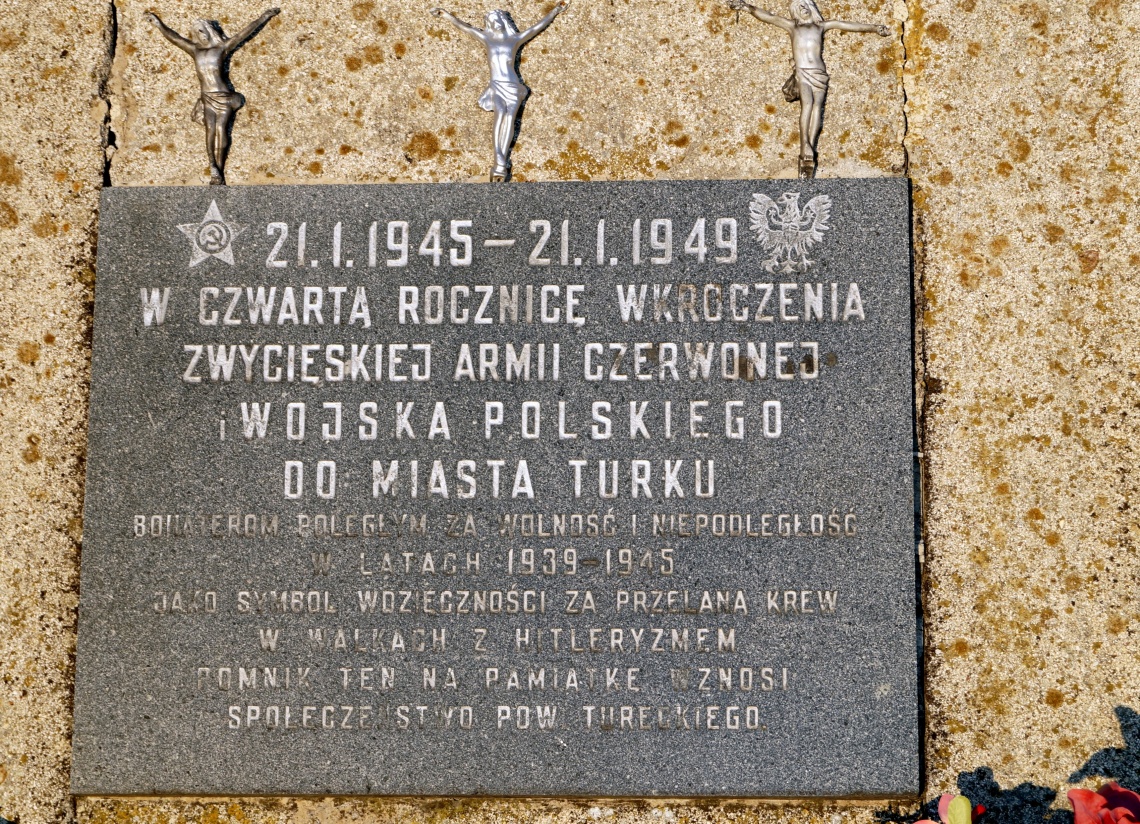 21.I.1945–21.I.1949
W CZWARTĄ ROCZNICĘ WKROCZENIA
ZWYCIĘSKIEJ ARMII CZERWONEJ
i WOJSKA POLSKIEGO
DO MIASTA TURKU
BOHATEROM POLEGŁYM ZA WOLNOŚĆ I NIEPODLEGŁOŚĆ
W LATACH 1939–1945
JAKO SYMBOL WDZIĘCZNOŚCI ZA PRZELANĄ KREW
W WALKACH Z HITLERYZMEM
POMNIK TEN NA PAMIĄTKĘ WZNOSI
SPOŁECZEŃSTWO POW. TURECKIEGO.